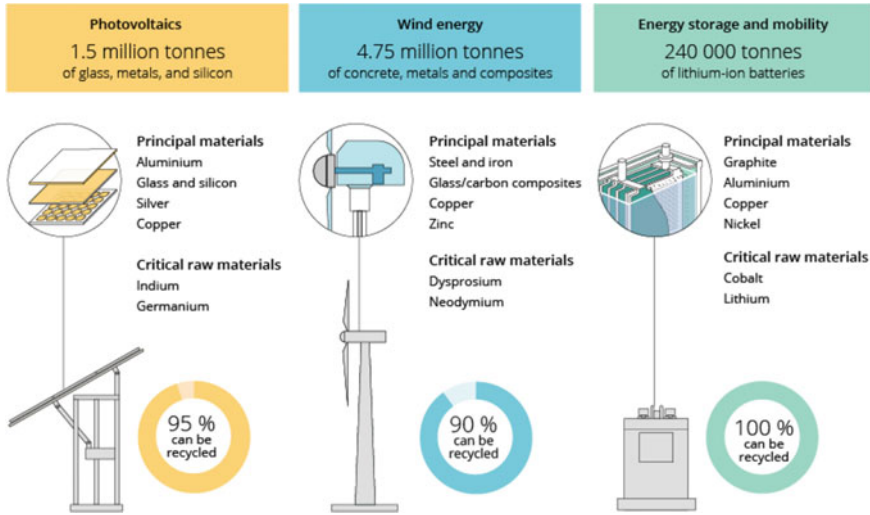 Photovoltaics
1.5 million tonnes
of glass, metals, and silicon
Wind energy
4.75 million tonnes
of concrete, metals and composites
Energy storage and mobility
240 000 tonnes
of lithium-ion batteries
Principal materials
Aluminium
Glass and silicon
Silver
Copper
Critical raw materials
Indium
Germanium
95 %
can be
recycled
Principal materials
Steel and iron
Glass/carbon composites
Copper
Zinc
Critical raw materials
Dysprosium
Neodymium
90 %
can be
recycled
Principal materials
Graphite
Aluminium
Copper
Nickel
Critical raw materials
Cobalt
Lithium
100 %
can be
recycled